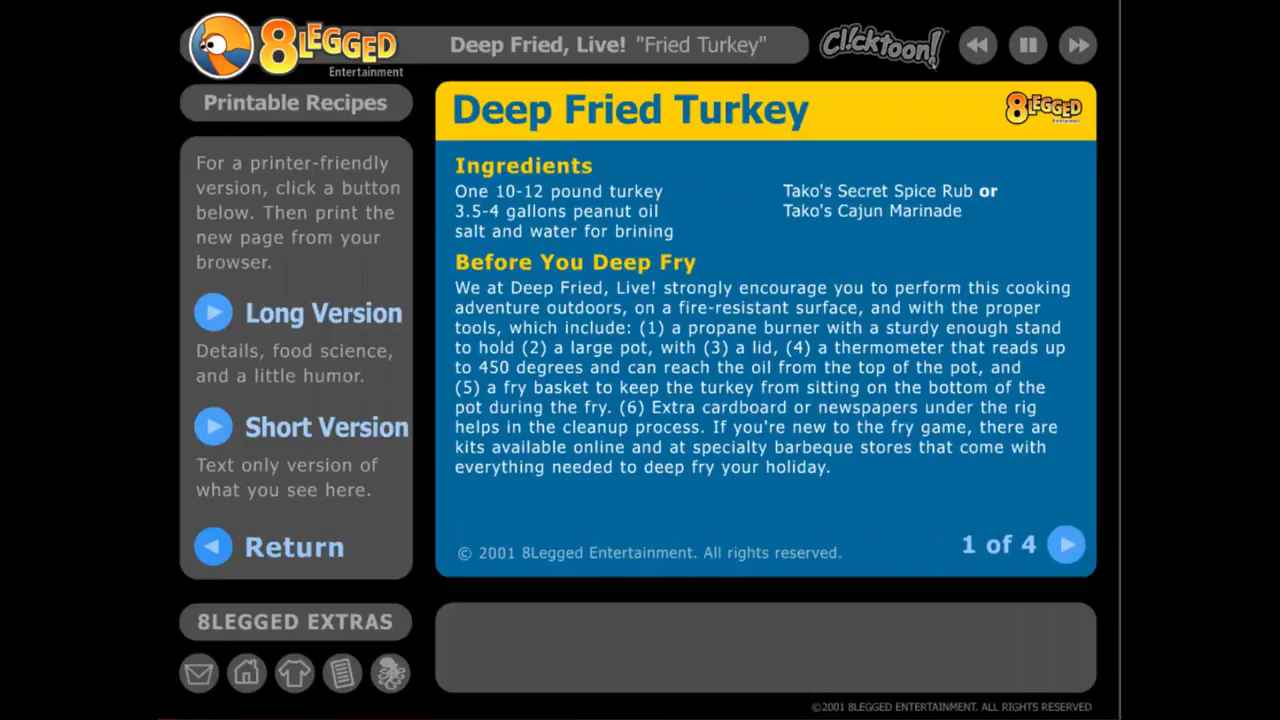 8LEGGED
Entertainment
Deep Fried, Live! "Fried Turkey"
Cl!cktoon!
Printable Recipes
For a printer-friendly
version, click a button
below. Then print the
new page from your
browser.
Long Version
Details, food science,
and a little humor.
Short Version
Text only version of
what you see here.
Return
8LEGGED EXTRAS
Deep Fried Turkey
8LEGGED
Entertainment
Ingredients
One 10-12 pound turkey
3.5-4 gallons peanut oil
salt and water for brining
Tako's Secret Spice Rub or
Tako's Cajun Marinade
Before You Deep Fry
We at Deep Fried, Live! strongly encourage you to perform this cooking
adventure outdoors, on a fire-resistant surface, and with the proper
tools, which include: (1) a propane burner with a sturdy enough stand
to hold (2) a large pot, with (3) a lid, (4) a thermometer that reads up
to 450 degrees and can reach the oil from the top of the pot, and
(5) a fry basket to keep the turkey from sitting on the bottom of the
pot during the fry. (6) Extra cardboard or newspapers under the rig
helps in the cleanup process. If you're new to the fry game, there are
kits available online and at specialty barbeque stores that come with
everything needed to deep fry your holiday.
© 2001 8Legged Entertainment. All rights reserved.
1 of 4
©2001 8LEGGED ENTERTAINMENT. ALL RIGHTS RESERVED